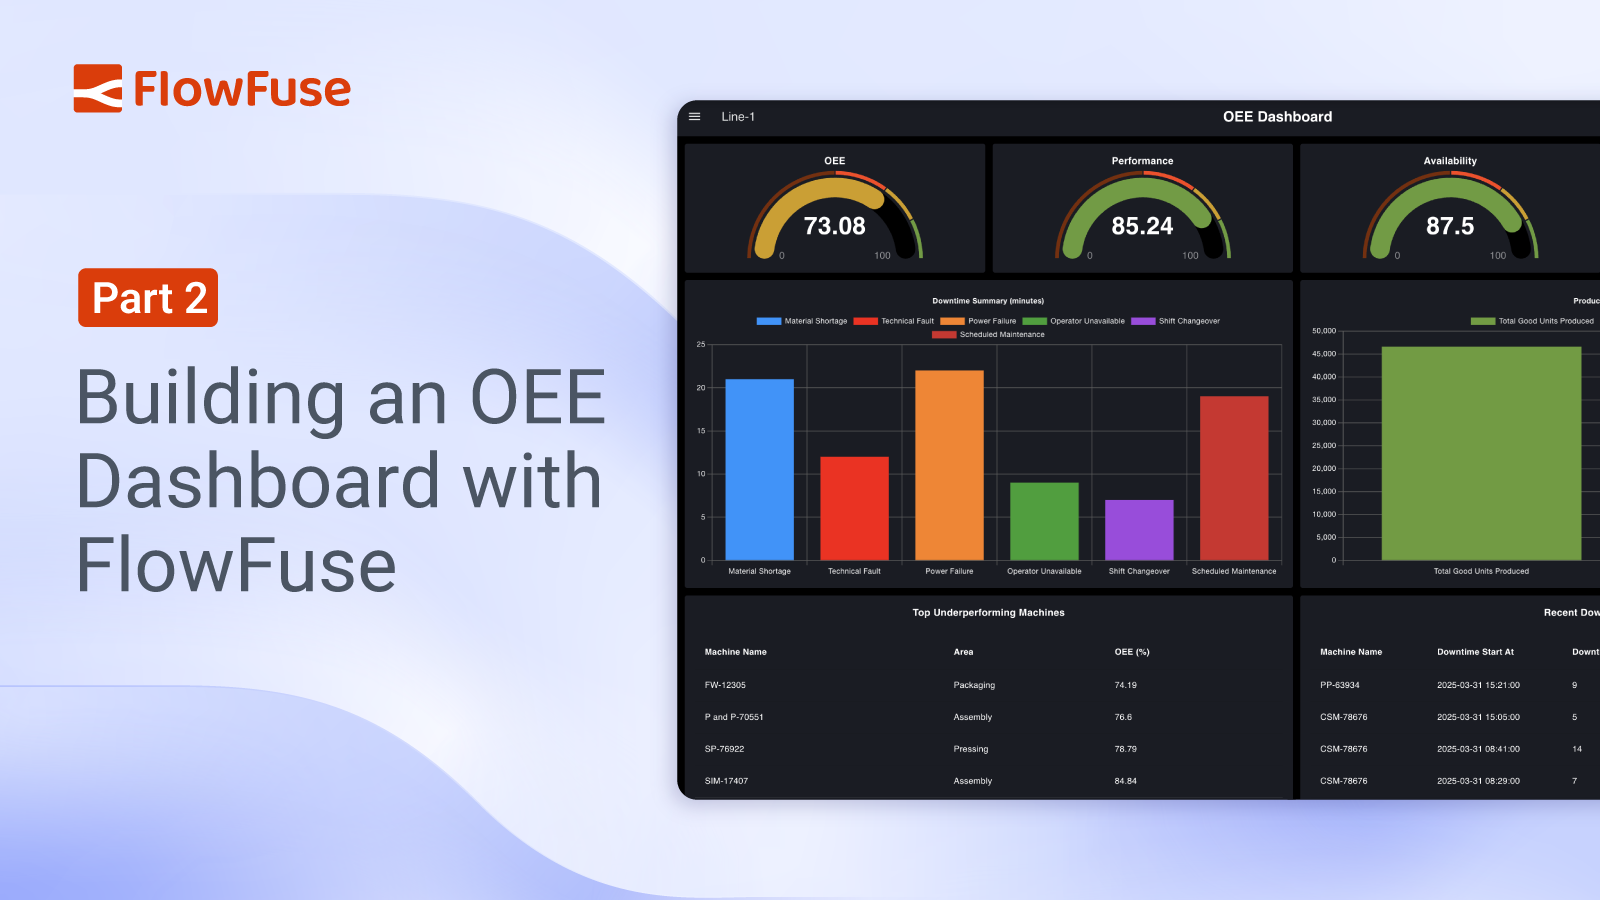 FlowFuse
Part 2
Building an OEE
Dashboard with
FlowFuse
Line-1
OEE Dashboard
OEE
73.08
0
100
Performance
85.24
0
100
Availability
87.5
0
100
Downtime Summary (minutes)
Material Shortage Technical Fault Power Failure Operator Unavailable Shift Changeover
Scheduled Maintenance
25
20
15
10
5
0
Material Shortage Technical Fault Power Failure Operator Unavailable Shift Changeover Scheduled Maintenance
Produc
Total Good Units Produced
50,000
45,000
40,000
35,000
30,000
25,000
20,000
15,000
10,000
5,000
0
Total Good Units Produced
Top Underperforming Machines
Machine Name Area OEE (%)
FW-12305 Packaging 74.19
P and P-70551 Assembly 76.6
SP-76922 Pressing 78.79
SIM-17407 Assembly 84.84
Recent Dow
Machine Name Downtime Start At Downt
PP-63934 2025-03-31 15:21:00 9
CSM-78676 2025-03-31 15:05:00 5
CSM-78676 2025-03-31 08:41:00 14
CSM-78676 2025-03-31 08:29:00 7